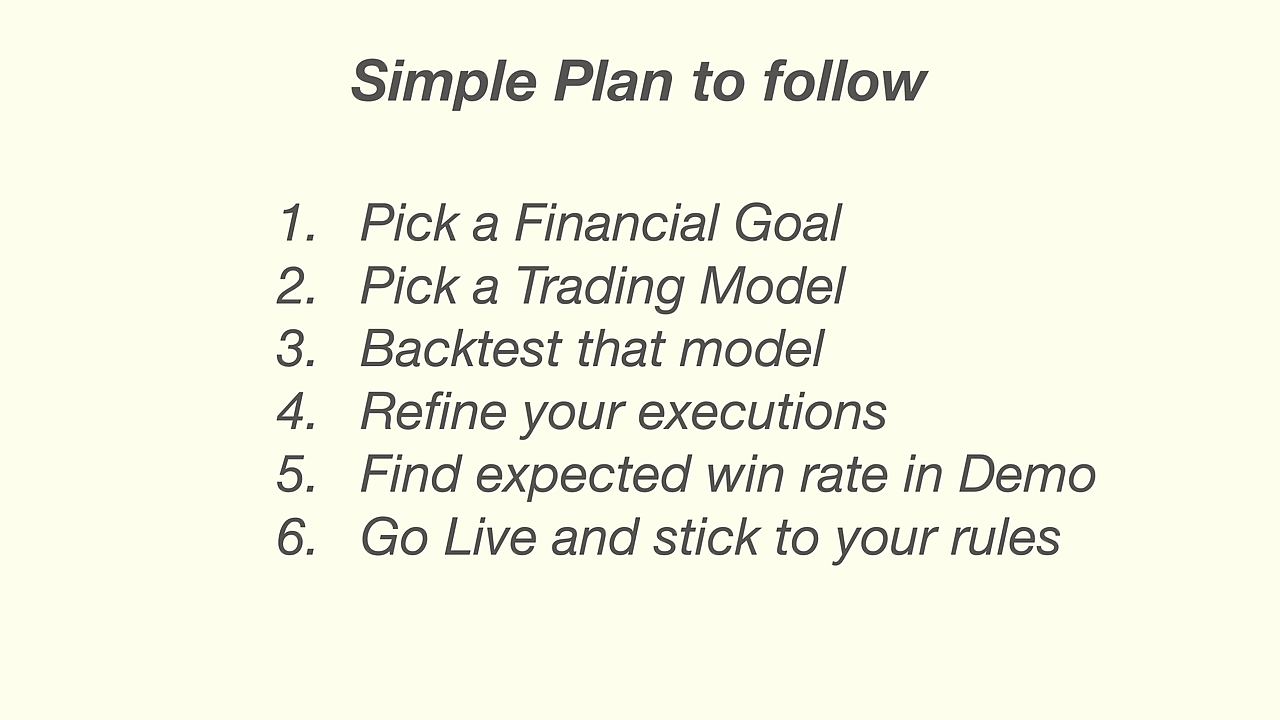 Simple Plan to follow
1. Pick a Financial Goal
2. Pick a Trading Model
3. Backtest that model
4. Refine your executions
5. Find expected win rate in Demo
6. Go Live and stick to your rules